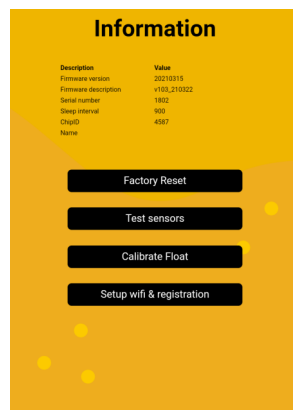 Information
Description Value
Firmware version 20210315
Firmware description v103_210322
Serial number 1802
Sleep interval 900
ChipID 4587
Name
Factory Reset
Test sensors
Calibrate Float
Setup wifi & registration